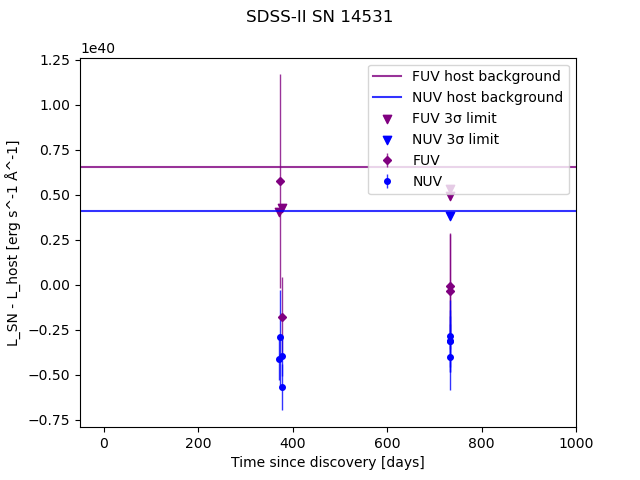 SDSS-II SN 14531
1e40
1.25
1.00
0.75
0.50
0.25
0.00
−0.25
−0.50
−0.75
L_SN - L_host [erg s^-1 Å^-1]
FUV host background
NUV host background
FUV 3σ limit
NUV 3σ limit
FUV
NUV
0 200 400 600 800 1000
Time since discovery [days]